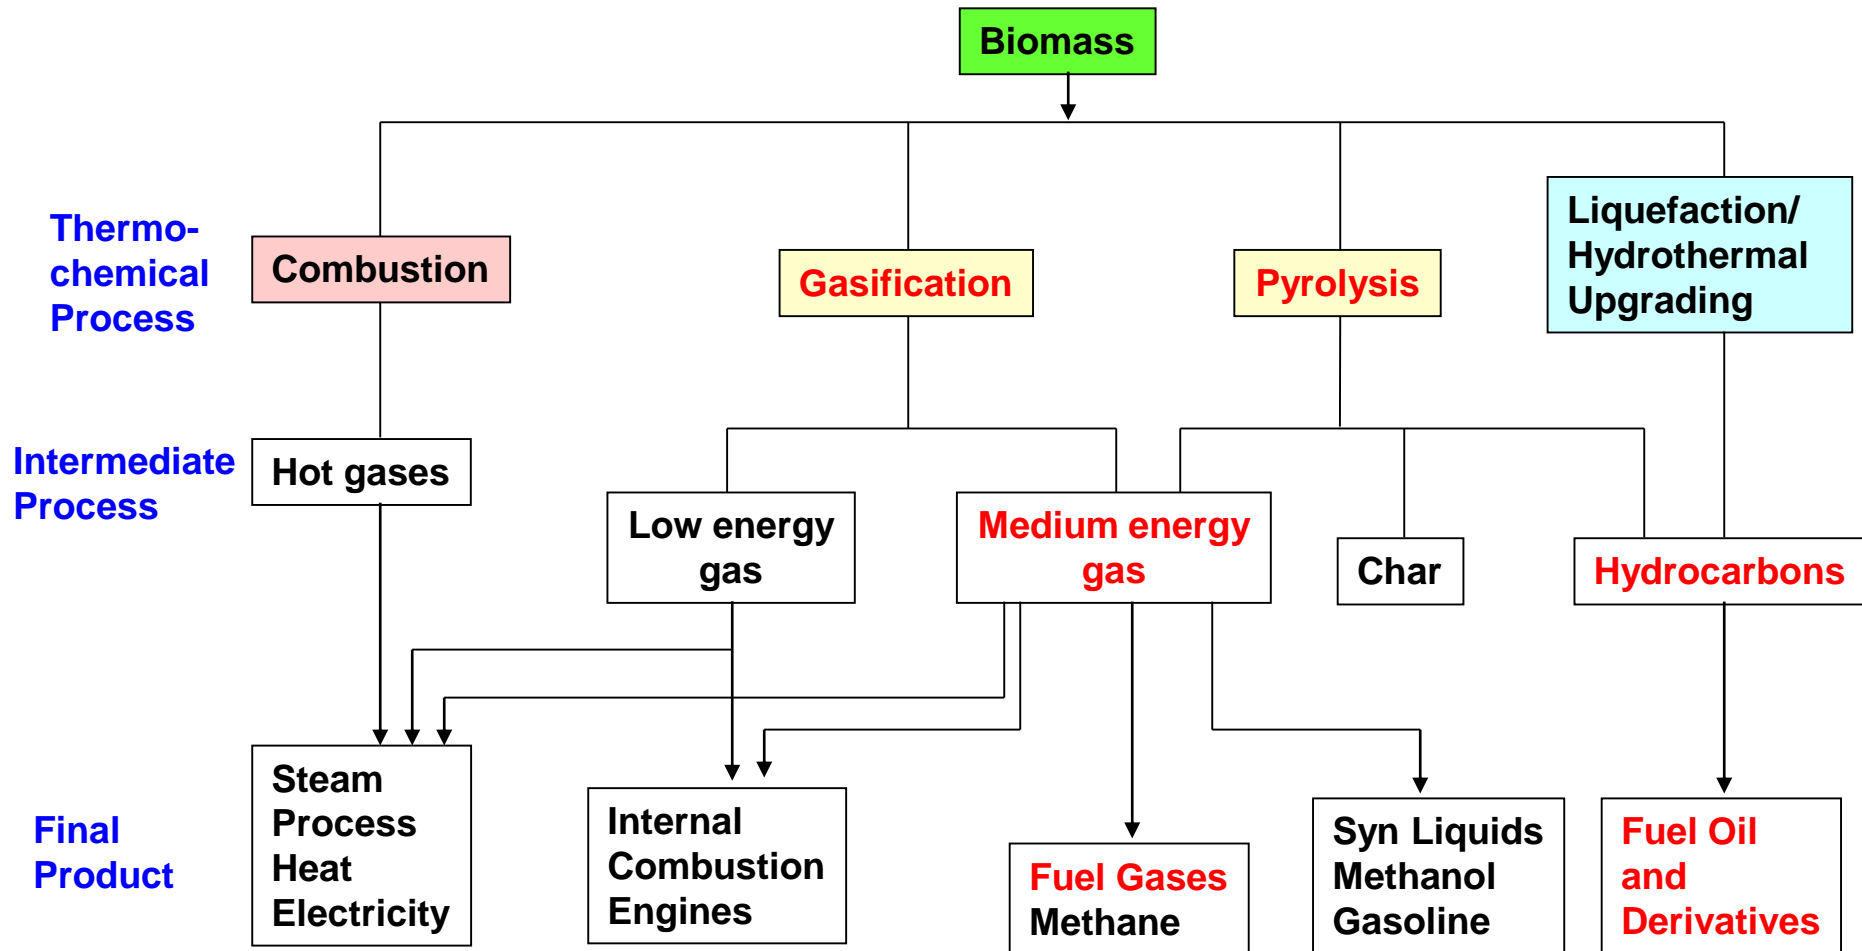 Biomass
Thermo-
chemical
Process
Combustion
Gasification
Pyrolysis
Liquefaction/
Hydrothermal
Upgrading
Intermediate
Process
Hot gases
Low energy
gas
Medium energy
gas
Char
Hydrocarbons
Final
Product
Steam
Process
Heat
Electricity
Internal
Combustion
Engines
Fuel Gases
Methane
Syn Liquids
Methanol
Gasoline
Fuel Oil
and
Derivatives